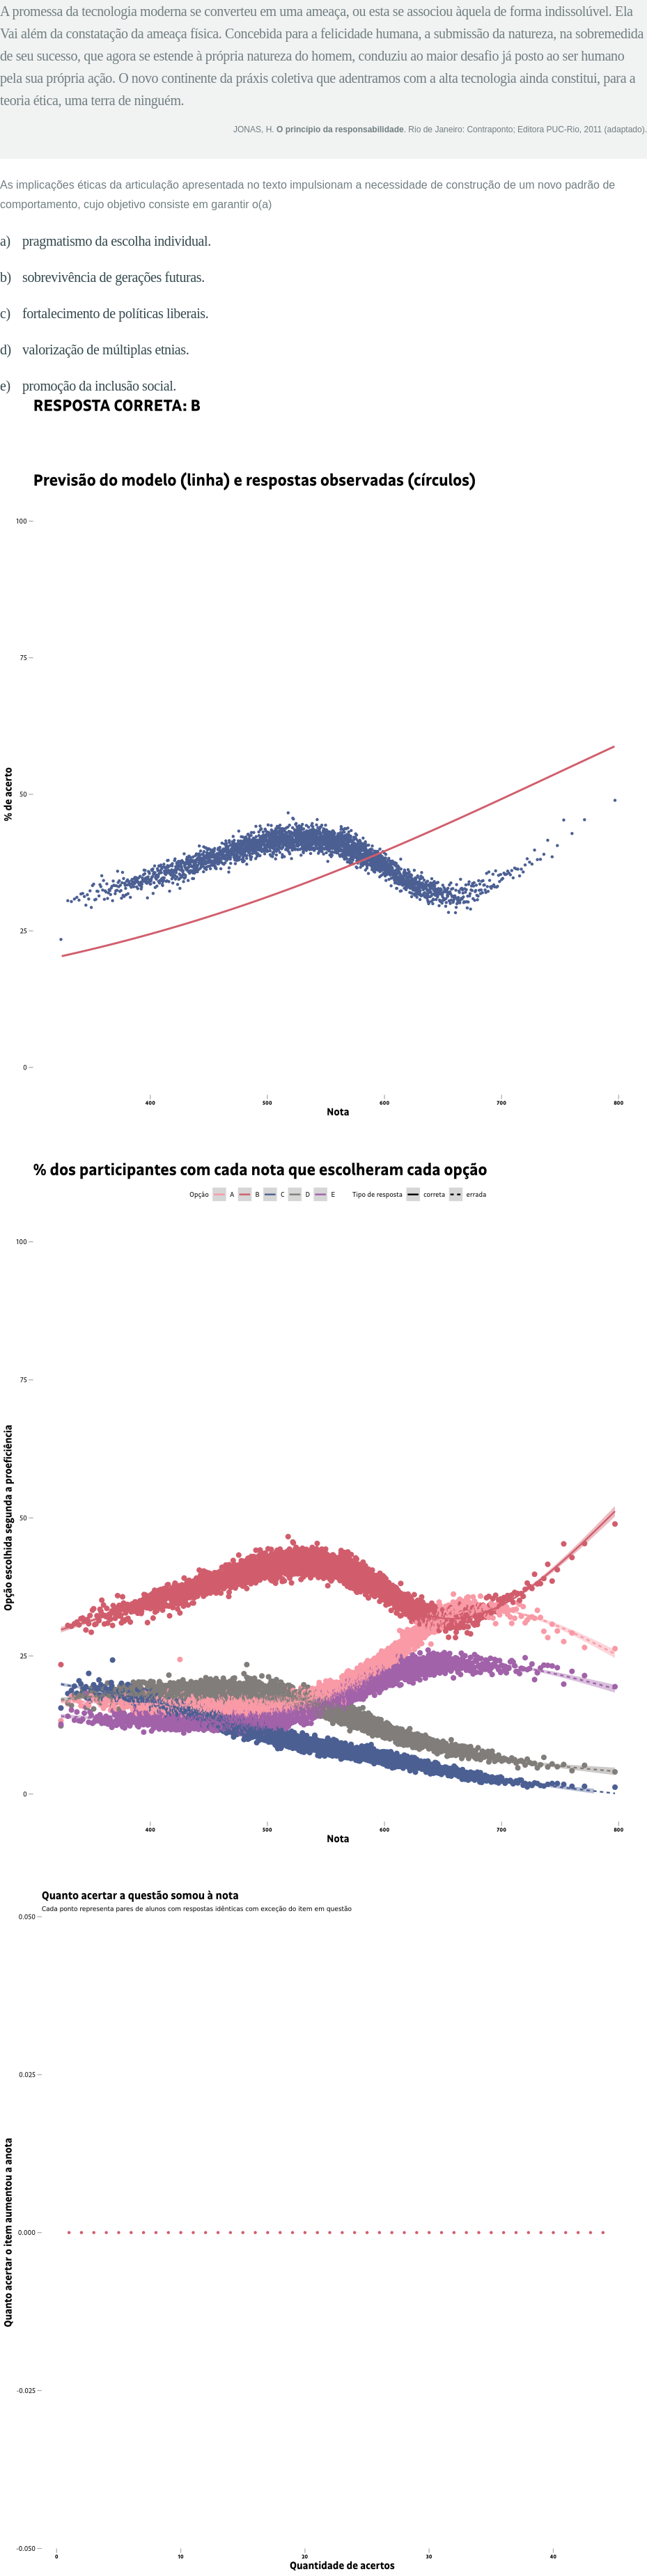 A promessa da tecnologia moderna se converteu em uma ameaça, ou esta se associou àquela de forma indissolúvel. Ela
Vai além da constatação da ameaça física. Concebida para a felicidade humana, a submissão da natureza, na sobremedida
de seu sucesso, que agora se estende à própria natureza do homem, conduziu ao maior desafio já posto ao ser humano
pela sua própria ação. O novo continente da práxis coletiva que adentramos com a alta tecnologia ainda constitui, para a
teoria ética, uma terra de ninguém.
JONAS, H. O princípio da responsabilidade. Rio de Janeiro: Contraponto; Editora PUC-Rio, 2011 (adaptado).
As implicações éticas da articulação apresentada no texto impulsionam a necessidade de construção de um novo padrão de
comportamento, cujo objetivo consiste em garantir o(a)
a) pragmatismo da escolha individual.
b) sobrevivência de gerações futuras.
c) fortalecimento de políticas liberais.
d) valorização de múltiplas etnias.
e) promoção da inclusão social.
RESPOSTA CORRETA: B
Previsão do modelo (linha) e respostas observadas (círculos)
100
75
50
25
0
% de acerto
400 500 600 700 800
Nota
% dos participantes com cada nota que escolheram cada opção
Opção A B C D E Tipo de resposta correta errada
100
75
50
25
0
Opção escolhida segunda a proeficiência
400 500 600 700 800
Nota
Quanto acertar a questão somou à nota
Cada ponto representa pares de alunos com respostas idênticas com exceção do item em questão
0.050
0.025
0.000
-0.025
-0.050
Quanto acertar o item aumentou a anota
0 10 20 30 40
Quantidade de acertos